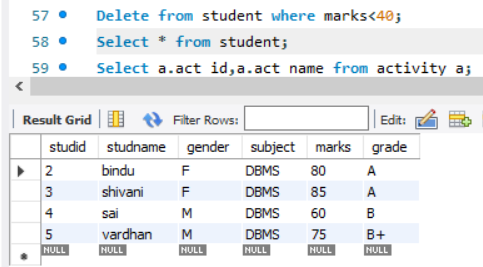 57 Delete from student where marks<40;
58 Select * from student;
59 Select a.act id,a.act name from activity a;
Result Grid Filter Rows: Edit:
studid studname gender subject marks grade
2 bindu F DBMS 80 A
3 shivani F DBMS 85 A
4 sai M DBMS 60 B
5 vardhan M DBMS 75 B+
NULL NULL NULL NULL NULL NULL